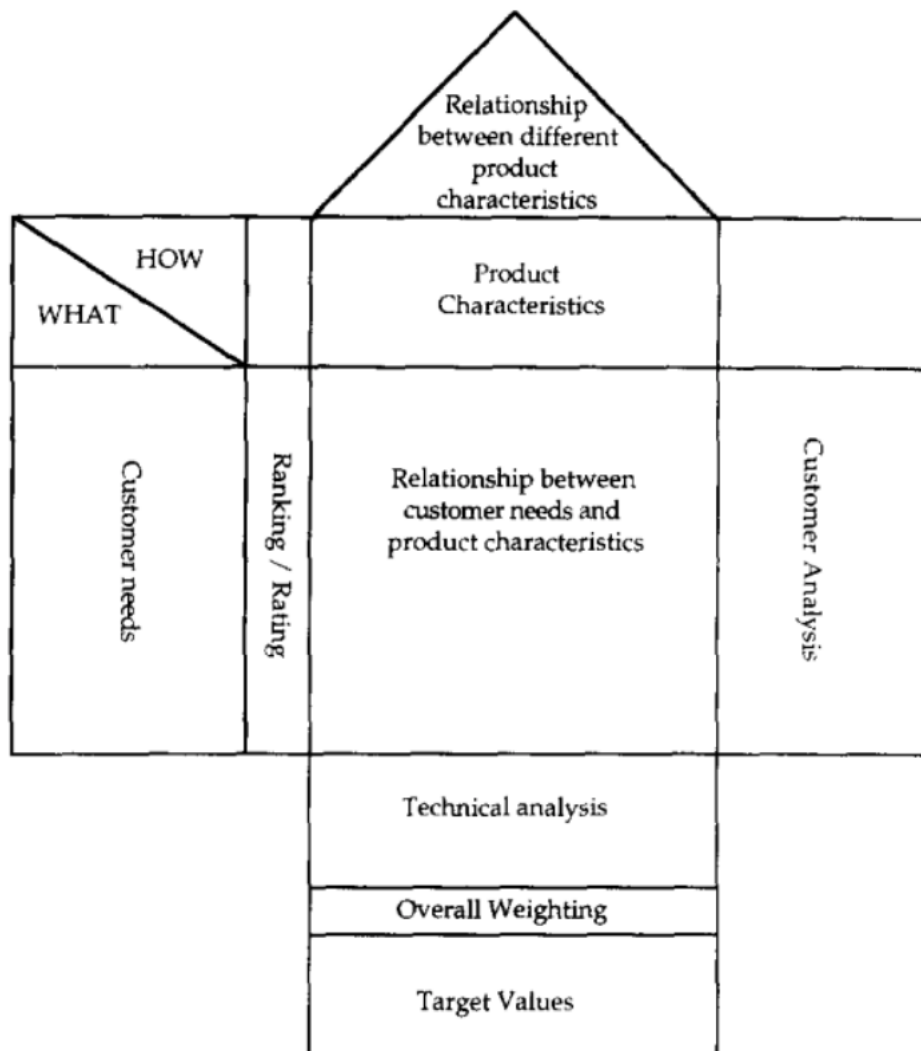 Relationship
between different
product
characteristics
HOW
WHAT
Product
Characteristics
Customer needs
Ranking / Rating
Relationship between
customer needs and
product characteristics
Customer Analysis
Technical analysis
Overall Weighting
Target Values